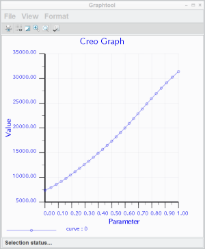 Graphtool
File View Format
Creo Graph
35000.00
30000.00
25000.00
20000.00
15000.00
10000.00
5000.00
Value
0.00 0.10 0.20 0.30 0.40 0.50 0.60 0.70 0.80 0.90 1.00
Parameter
curve : 0
Selection status...